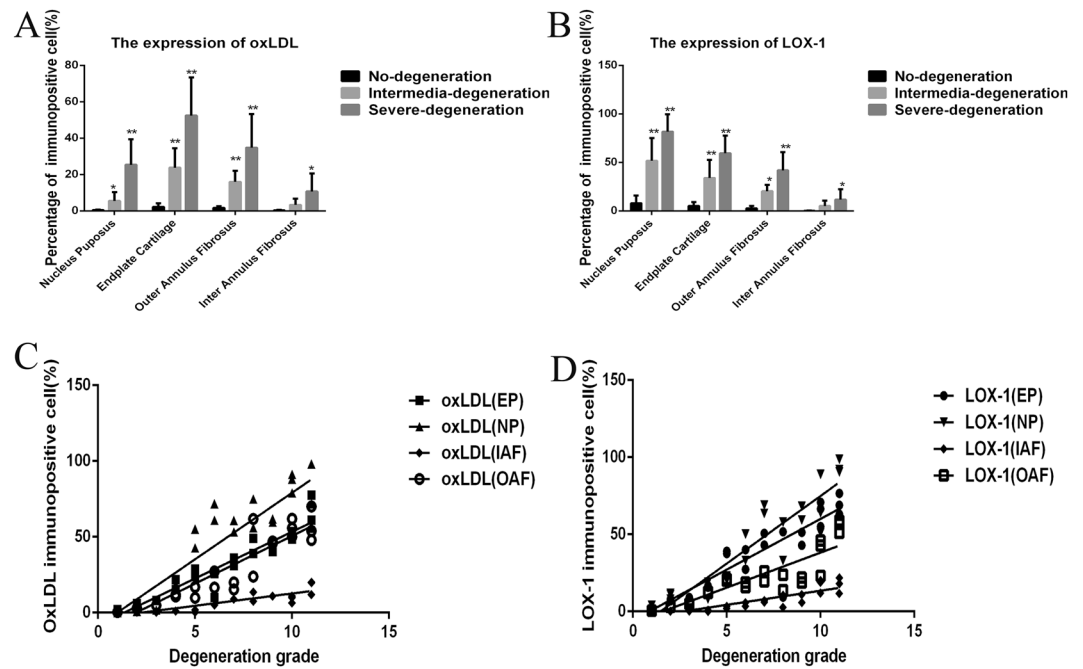 A
The expression of oxLDL
Percentage of immunopositive cell(%)
80
60
40
20
0
*
**
**
**
**
**
*
Nucleus Puposus
Endplate Cartilage
Outer Annulus Fibrosus
Inter Annulus Fibrosus
No-degeneration
Intermedia-degeneration
Severe-degeneration
B
The expression of LOX-1
Percentage of immunopositive cell(%)
150
100
50
0
**
**
**
**
*
**
*
Nucleus Puposus
Endplate Cartilage
Outer Annulus Fibrosus
Inter Annulus Fibrosus
No-degeneration
Intermedia-degeneration
Severe-degeneration
C
OxLDL immunopositive cell(%)
150
100
50
0
0 5 10 15
Degeneration grade
oxLDL(EP)
oxLDL(NP)
oxLDL(IAF)
oxLDL(OAF)
D
LOX-1 immunopositive cell(%)
150
100
50
0
0 5 10 15
Degeneration grade
LOX-1(EP)
LOX-1(NP)
LOX-1(IAF)
LOX-1(OAF)